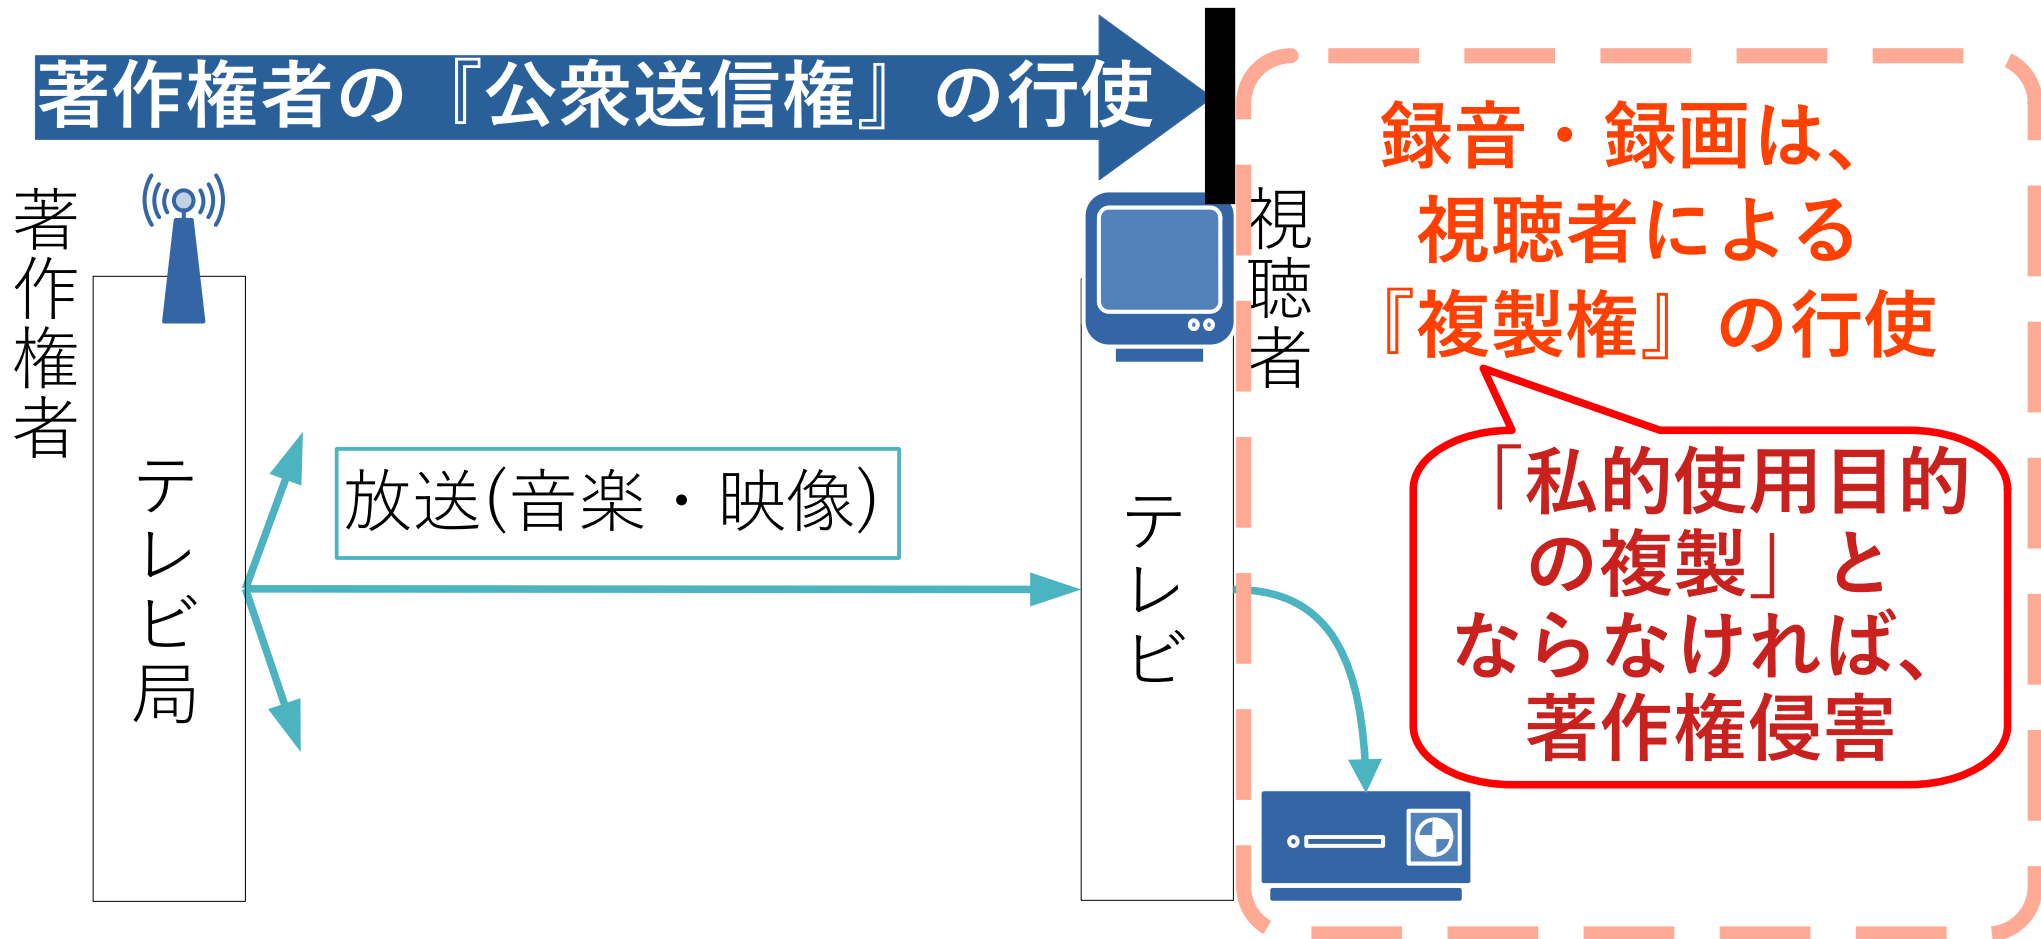 著作権者の『公衆送信権』の行使
著作権者
テレビ局
放送(音楽・映像)
テレビ
視聴者
録音・録画は、
視聴者による
『複製権』の行使
「私的使用目的
の複製」と
ならなければ、
著作権侵害